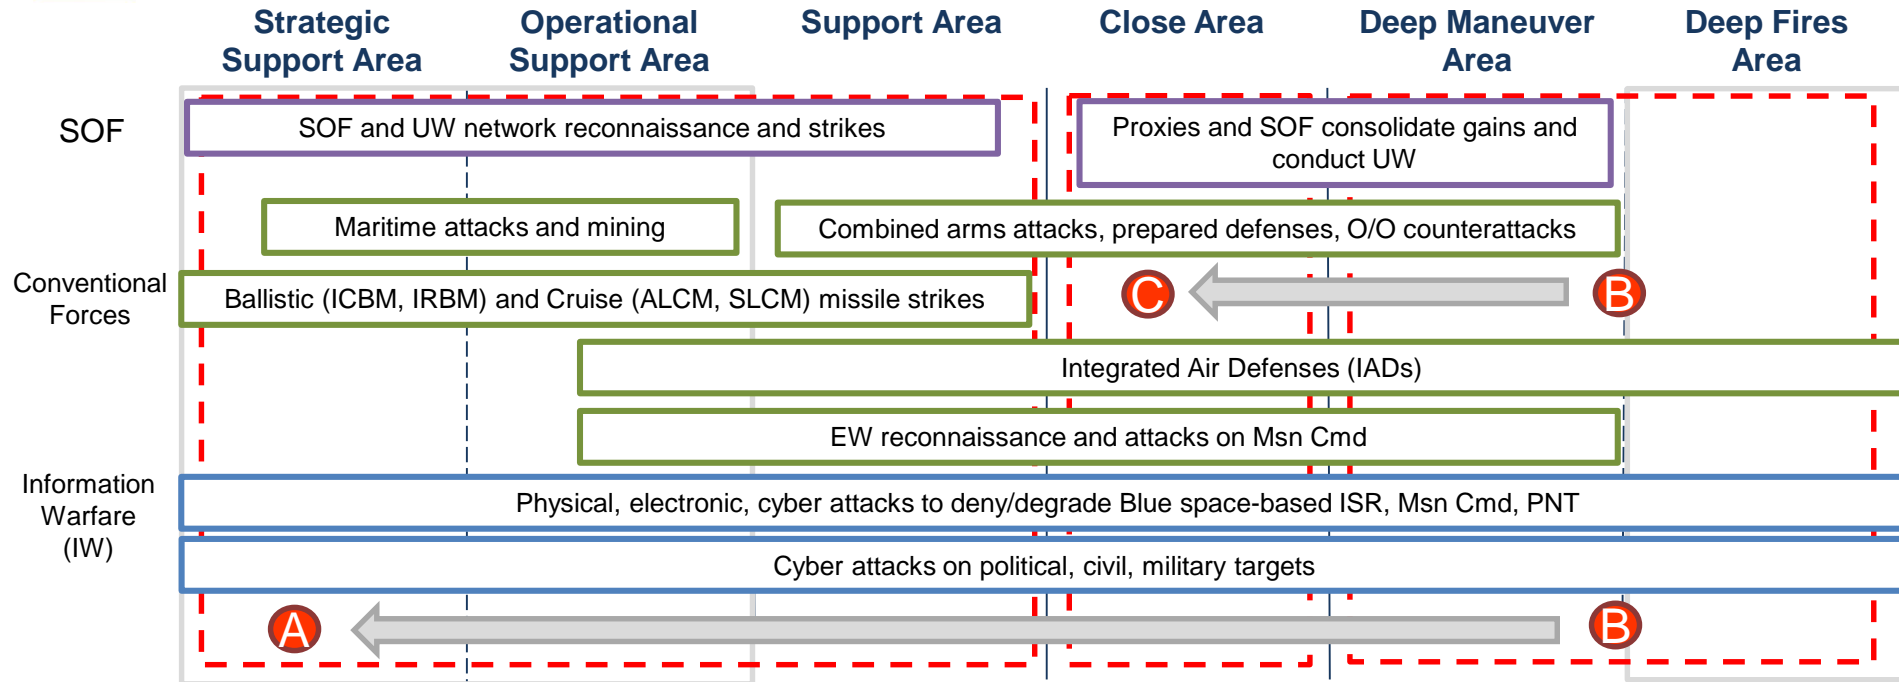 Strategic
Support Area
Operational
Support Area
Support Area
Close Area
Deep Maneuver
Area
Deep Fires
Area
SOF
SOF and UW network reconnaissance and strikes
Proxies and SOF consolidate gains and
conduct UW
Maritime attacks and mining
Combined arms attacks, prepared defenses, O/O counterattacks
Conventional
Forces
Ballistic (ICBM, IRBM) and Cruise (ALCM, SLCM) missile strikes
C
B
Integrated Air Defenses (IADs)
EW reconnaissance and attacks on Msn Cmd
Information
Warfare
(IW)
Physical, electronic, cyber attacks to deny/degrade Blue space-based ISR, Msn Cmd, PNT
Cyber attacks on political, civil, military targets
A
B